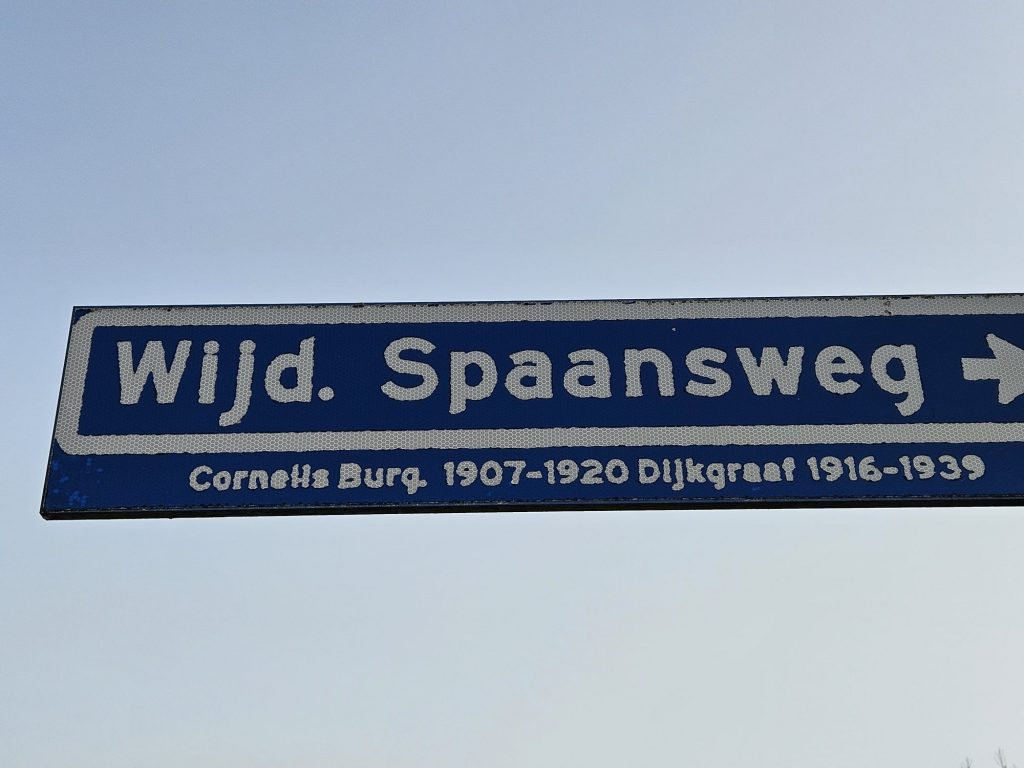 Wijd. Spaansweg
Cornelis Burg. 1907-1920 Dijkgraaf 1916-1939